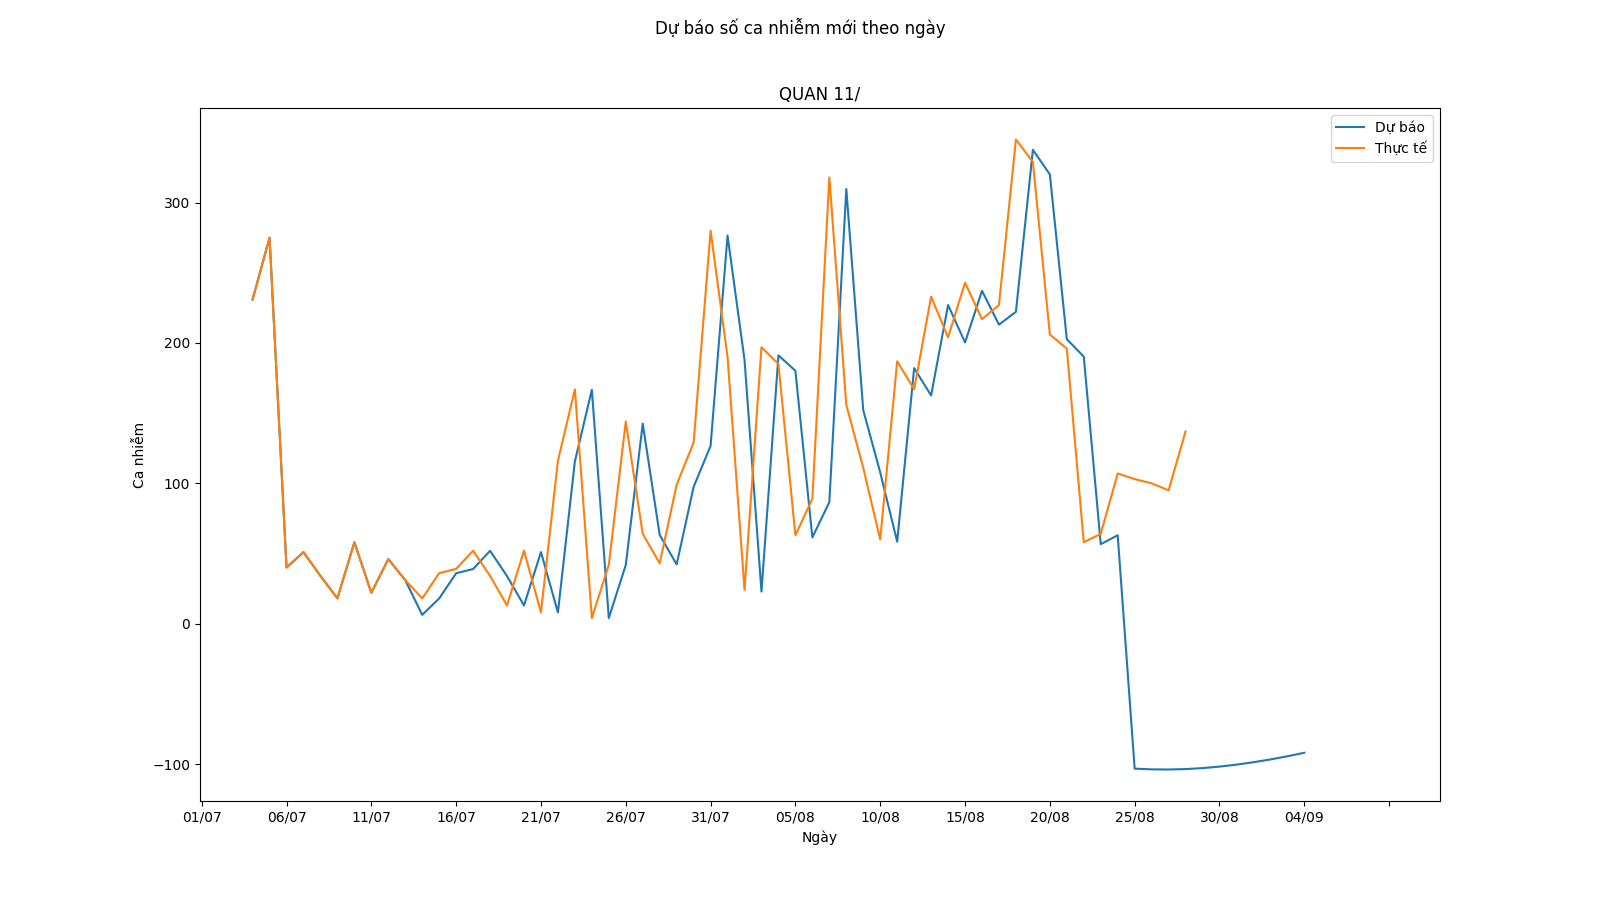 Dự báo số ca nhiễm mới theo ngày
QUAN 11/
Dự báo
Thực tế
Ca nhiễm
300
200
100
0
−100
01/07 06/07 11/07 16/07 21/07 26/07 31/07 05/08 10/08 15/08 20/08 25/08 30/08 04/09
Ngày